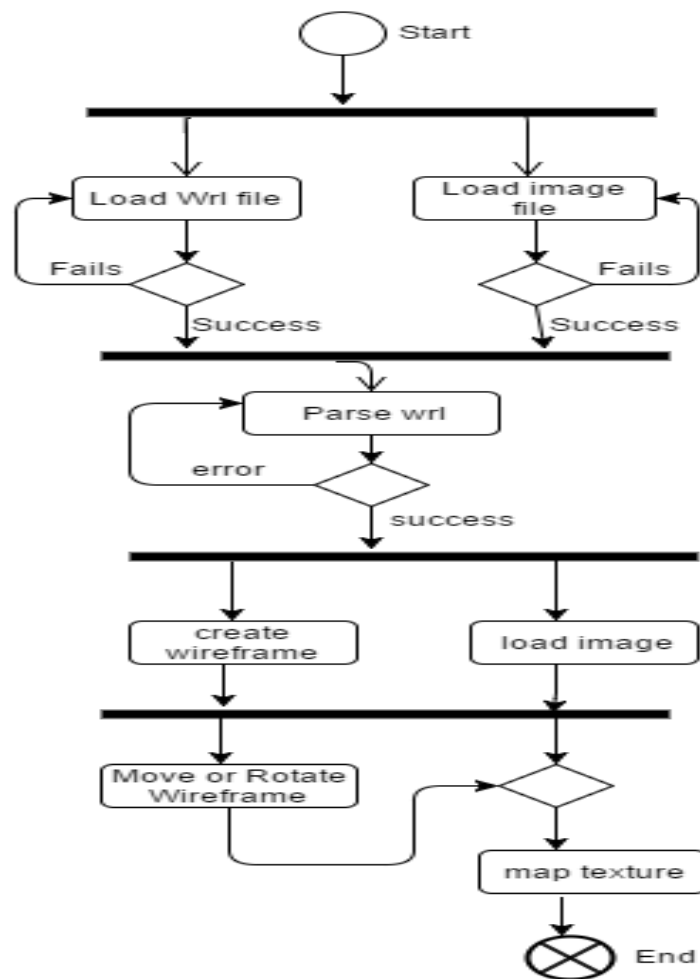 Start
Load Wrl file
Load image
file
Fails
Fails
Success
Success
Parse wrl
error
success
create
wireframe
load image
Move or Rotate
Wireframe
map texture
End